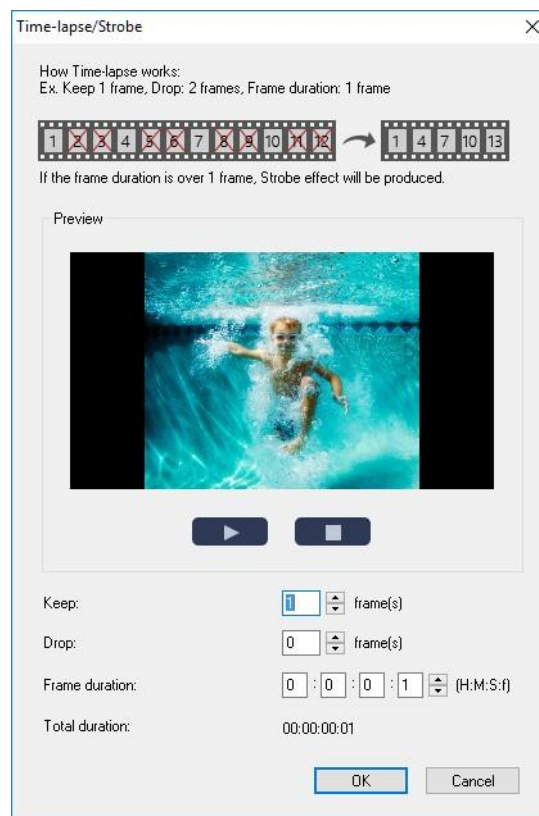 Time-lapse/Strobe
How Time-lapse works:
Ex. Keep 1 frame, Drop: 2 frames, Frame duration: 1 frame
1 2 3 4 5 6 7 8 9 10 11 12 1 4 7 10 13
If the frame duration is over 1 frame, Strobe effect will be produced.
Preview
Keep: 1 frame(s)
Drop: 0 frame(s)
Frame duration: 0 : 0 : 0 : 1 (H:M:S:f)
Total duration: 00:00:00:01
OK Cancel